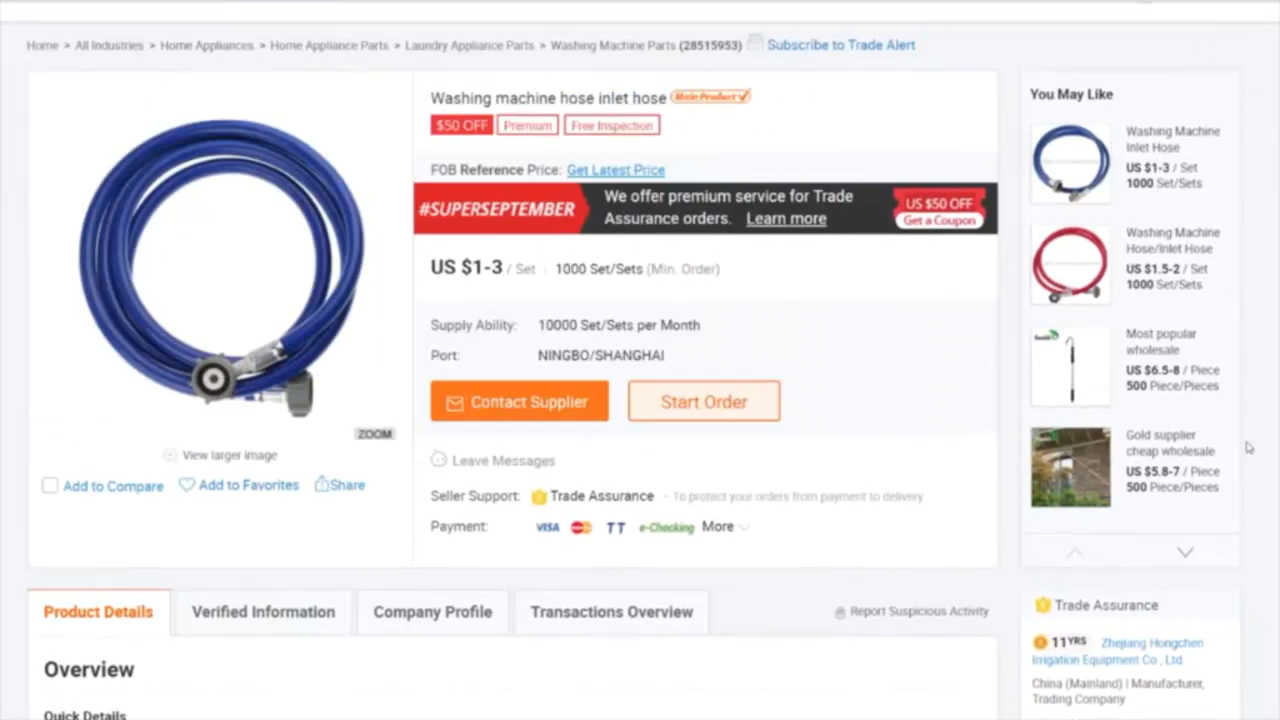 Home > All Industries > Home Appliances > Home Appliance Parts > Laundry Appliance Parts > Washing Machine Parts (28515953) Subscribe to Trade Alert
Washing machine hose inlet hose Main Product
$50 OFF Premium Free Inspection
FOB Reference Price: Get Latest Price
#SUPERSEPTEMBER
We offer premium service for Trade
Assurance orders. Learn more
US $50 OFF
Get a Coupon
US $1-3 / Set 1000 Set/Sets (Min. Order)
Supply Ability: 10000 Set/Sets per Month
Port: NINGBO/SHANGHAI
Contact Supplier Start Order
Leave Messages
Seller Support: Trade Assurance - To protect your orders from payment to delivery
Payment: VISA TT e-Checking More
ZOOM
View larger image
Add to Compare Add to Favorites Share
You May Like
Washing Machine
Inlet Hose
US $1-3 / Set
1000 Set/Sets
Washing Machine
Hose/Inlet Hose
US $1.5-2 / Set
1000 Set/Sets
Most popular
wholesale
US $6.5-8 / Piece
500 Piece/Pieces
Gold supplier
cheap wholesale
US $5.8-7 / Piece
500 Piece/Pieces
Product Details Verified Information Company Profile Transactions Overview Report Suspicious Activity
Overview
Quick Details
Trade Assurance
11 YRS Zhejiang Hongchen
Irrigation Equipment Co., Ltd
China (Mainland) | Manufacturer,
Trading Company